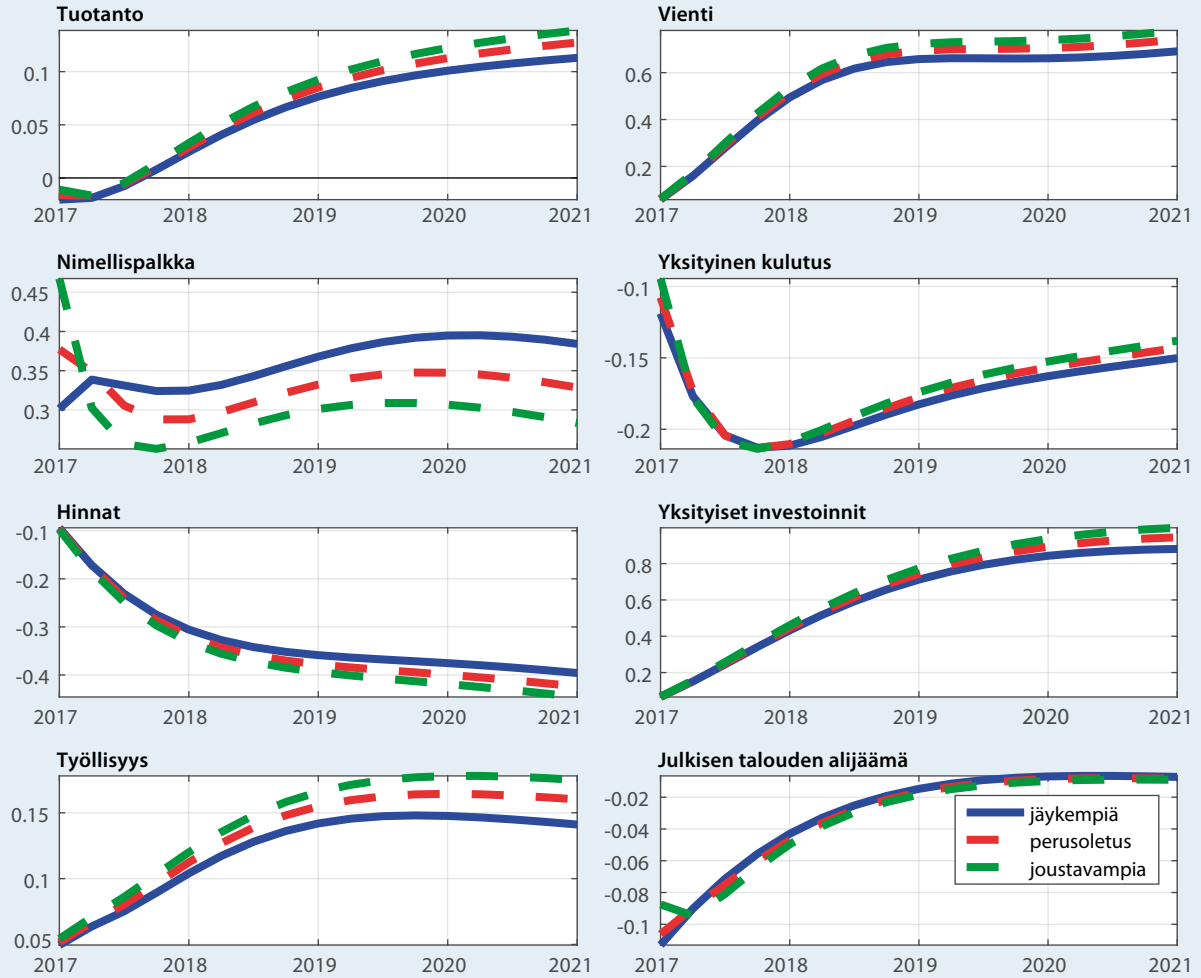 Tuotanto
0.1
0.05
0
2017 2018 2019 2020 2021
Vienti
0.6
0.4
0.2
2017 2018 2019 2020 2021
Nimellispalkka
0.45
0.4
0.35
0.3
2017 2018 2019 2020 2021
Yksityinen kulutus
-0.1
-0.15
-0.2
2017 2018 2019 2020 2021
Hinnat
-0.1
-0.2
-0.3
-0.4
2017 2018 2019 2020 2021
Yksityiset investoinnit
0.8
0.6
0.4
0.2
2017 2018 2019 2020 2021
Työllisyys
0.15
0.1
0.05
2017 2018 2019 2020 2021
Julkisen talouden alijäämä
-0.02
-0.04
-0.06
-0.08
-0.1
2017 2018 2019 2020 2021
jäykempiä
perusoletus
joustavampia